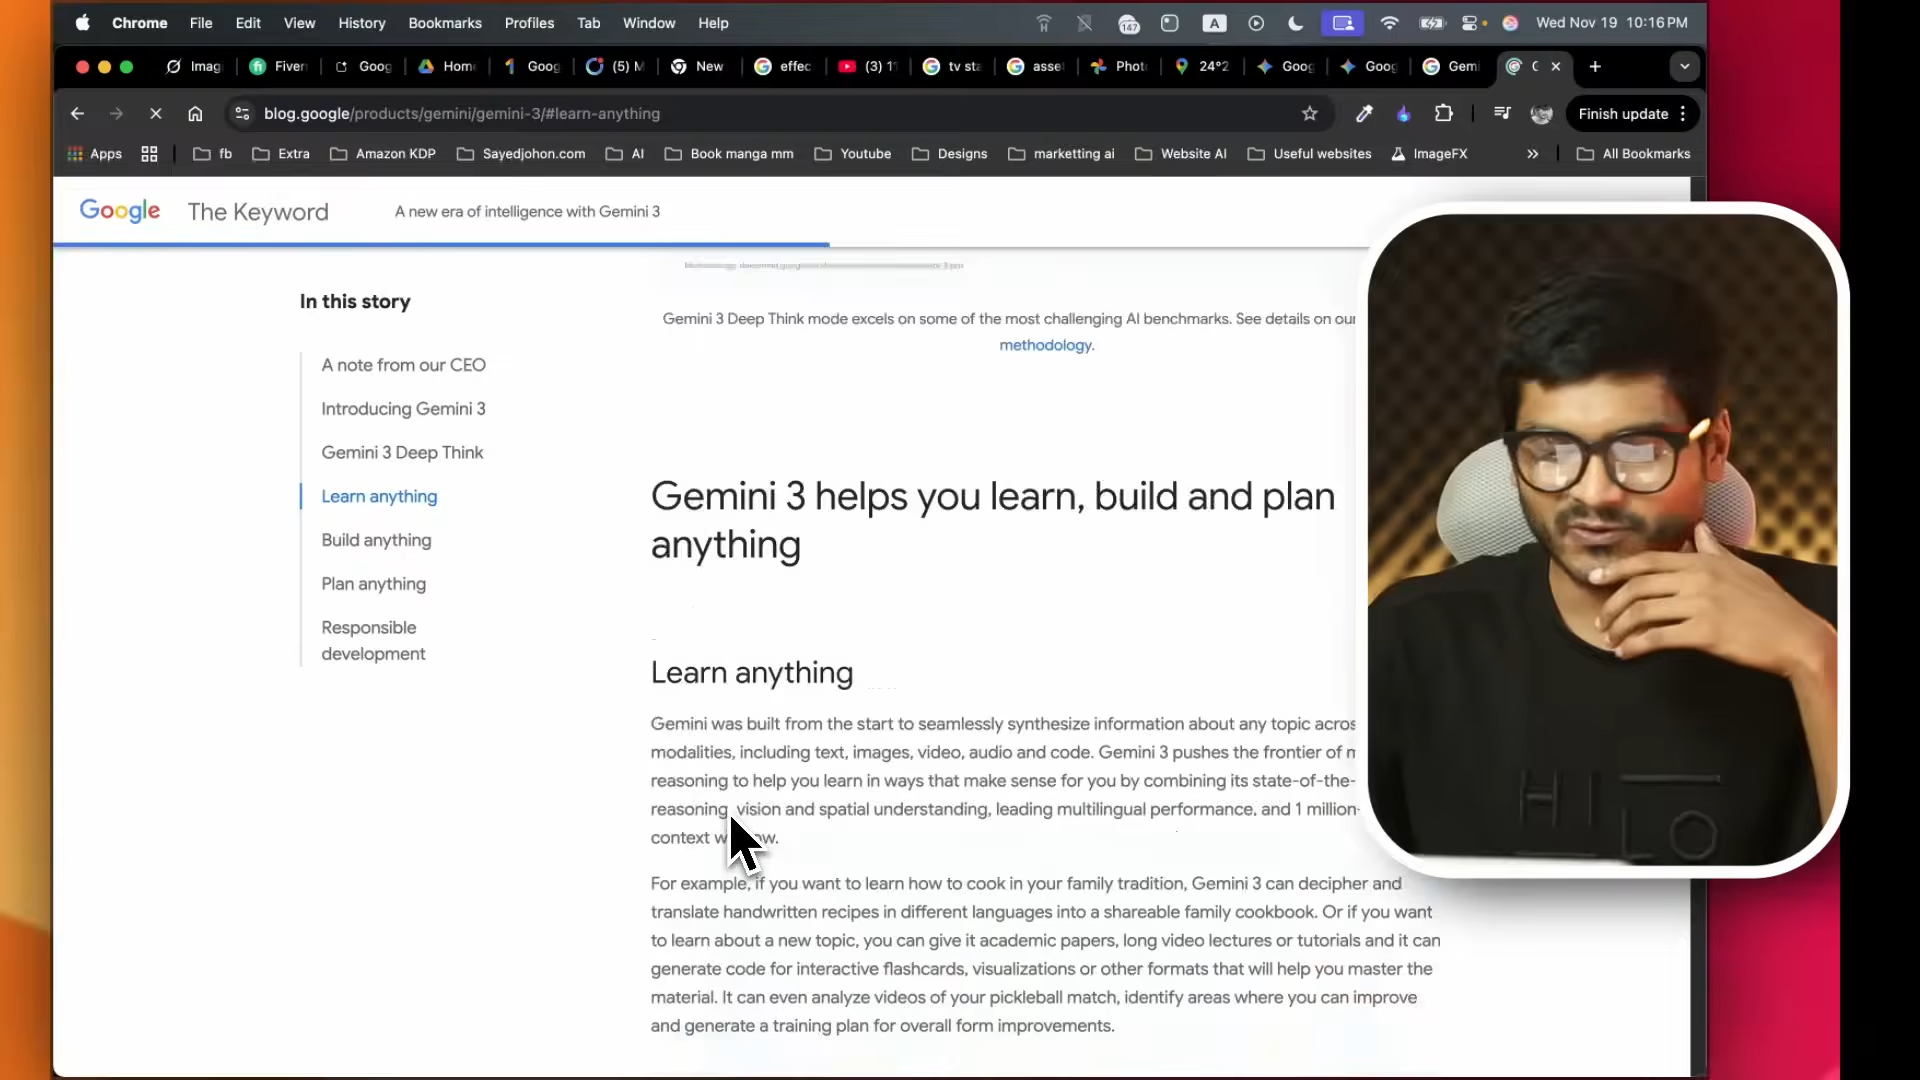 Chrome File Edit View History Bookmarks Profiles Tab Window Help 147 A Wed Nov 19 10:16 PM
Imag Fiver Goog Home Goog (5) M New effec (3) 1 tv sta asse Phot 24°2 Goog Goog Gemi
blog.google/products/gemini/gemini-3/#learn-anything Finish update
Apps fb Extra Amazon KDP Sayedjohon.com AI Book manga mm Youtube Designs marketting ai Website AI Useful websites ImageFX » All Bookmarks
Google The Keyword A new era of intelligence with Gemini 3
In this story
A note from our CEO
Introducing Gemini 3
Gemini 3 Deep Think
Learn anything
Build anything
Plan anything
Responsible
development
Gemini 3 Deep Think mode excels on some of the most challenging AI benchmarks. See details on our
methodology.
Gemini 3 helps you learn, build and plan
anything
Learn anything
Gemini was built from the start to seamlessly synthesize information about any topic acros
modalities, including text, images, video, audio and code. Gemini 3 pushes the frontier of
reasoning to help you learn in ways that make sense for you by combining its state-of-the-
reasoning, vision and spatial understanding, leading multilingual performance, and 1 million-
context
For example, if you want to learn how to cook in your family tradition, Gemini 3 can decipher and
translate handwritten recipes in different languages into a shareable family cookbook. Or if you want
to learn about a new topic, you can give it academic papers, long video lectures or tutorials and it can
generate code for interactive flashcards, visualizations or other formats that will help you master the
material. It can even analyze videos of your pickleball match, identify areas where you can improve
and generate a training plan for overall form improvements.
HI
LO